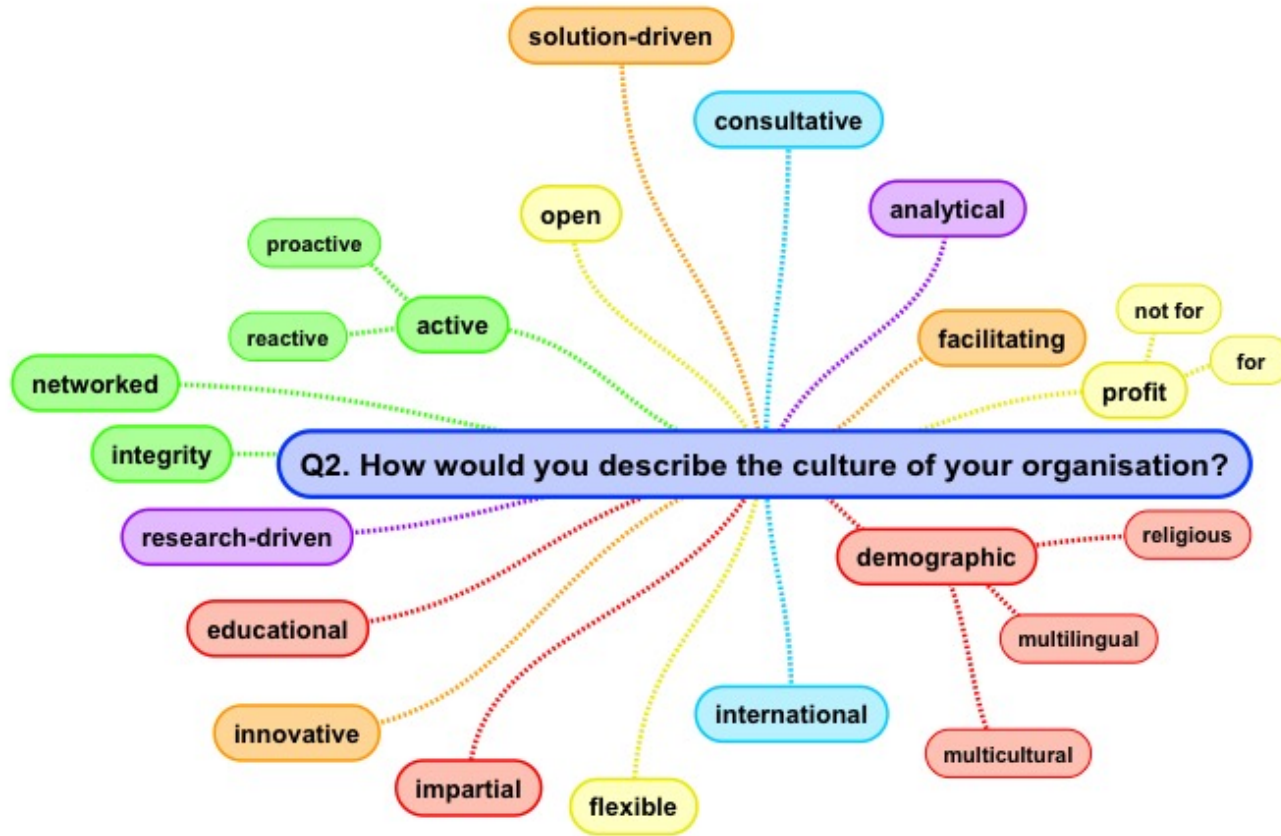 solution-driven
consultative
analytical
open
proactive
active
reactive
facilitating
not for
for
profit
networked
integrity
Q2. How would you describe the culture of your organisation?
research-driven
demographic
religious
educational
multilingual
innovative
international
multicultural
impartial
flexible